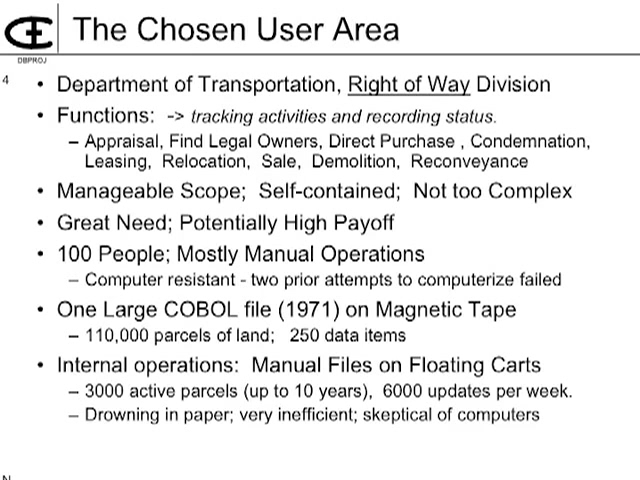 The Chosen User Area
DBPROJ
4
• Department of Transportation, Right of Way Division
• Functions: -> tracking activities and recording status.
– Appraisal, Find Legal Owners, Direct Purchase , Condemnation,
Leasing, Relocation, Sale, Demolition, Reconveyance
• Manageable Scope; Self-contained; Not too Complex
• Great Need; Potentially High Payoff
• 100 People; Mostly Manual Operations
– Computer resistant - two prior attempts to computerize failed
• One Large COBOL file (1971) on Magnetic Tape
– 110,000 parcels of land; 250 data items
• Internal operations: Manual Files on Floating Carts
– 3000 active parcels (up to 10 years), 6000 updates per week.
– Drowning in paper; very inefficient; skeptical of computers